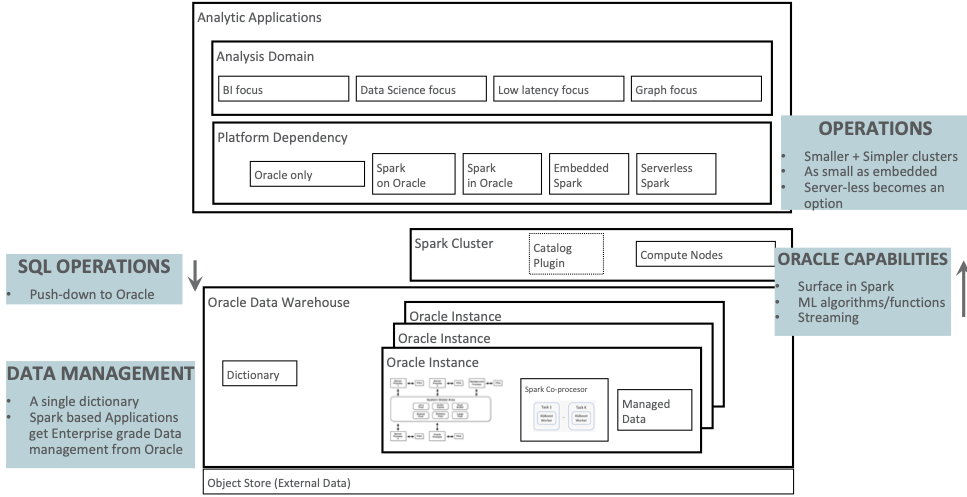 Analytic Applications
Analysis Domain
BI focus
Data Science focus
Low latency focus
Graph focus
Platform Dependency
Oracle only
Spark
on Oracle
Spark
in Oracle
Embedded
Spark
Serverless
Spark
OPERATIONS
• Smaller + Simpler clusters
• As small as embedded
• Server-less becomes an
option
Spark Cluster
Catalog
Plugin
Compute Nodes
SQL OPERATIONS
• Push-down to Oracle
ORACLE CAPABILITIES
• Surface in Spark
• ML algorithms/functions
• Streaming
Oracle Data Warehouse
Oracle Instance
Oracle Instance
Oracle Instance
Dictionary
Spark Co-procesor
Task 1
Task K
Managed
Data
DATA MANAGEMENT
• A single dictionary
• Spark based Applications
get Enterprise grade Data
management from Oracle
Object Store (External Data)